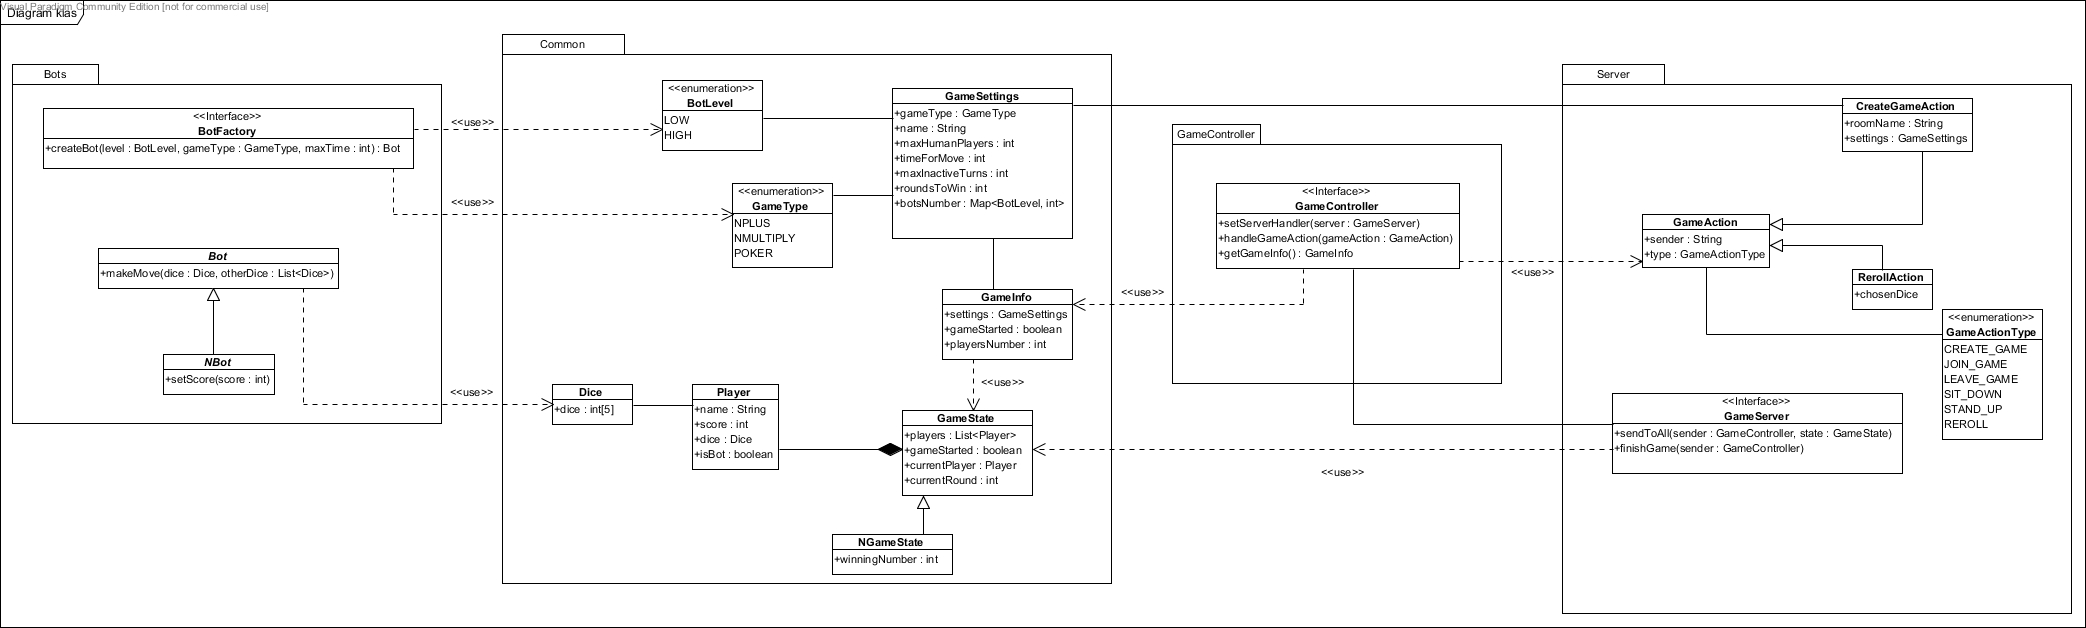 Visual Paradigm Community Edition [not for commercial use]
Diagram klas
Bots
<<Interface>>
BotFactory
+createBot(level : BotLevel, gameType : GameType, maxTime : int) : Bot
Bot
+makeMove(dice : Dice, otherDice : List<Dice>)
NBot
+setScore(score : int)
<<use>>
<<use>>
<<use>>
Common
<<enumeration>>
BotLevel
LOW
HIGH
<<enumeration>>
GameType
NPLUS
NMULTIPLY
POKER
GameSettings
+gameType : GameType
+name : String
+maxHumanPlayers : int
+timeForMove : int
+maxInactiveTurns : int
+roundsToWin : int
+botsNumber : Map<BotLevel, int>
GameInfo
+settings : GameSettings
+gameStarted : boolean
+playersNumber : int
<<use>>
Dice
+dice : int[5]
Player
+name : String
+score : int
+dice : Dice
+isBot : boolean
GameState
+players : List<Player>
+gameStarted : boolean
+currentPlayer : Player
+currentRound : int
NGameState
+winningNumber : int
GameController
<<Interface>>
GameController
+setServerHandler(server : GameServer)
+handleGameAction(gameAction : GameAction)
+getGameInfo() : GameInfo
<<use>>
<<use>>
<<use>>
Server
CreateGameAction
+roomName : String
+settings : GameSettings
GameAction
+sender : String
+type : GameActionType
RerollAction
+chosenDice
<<enumeration>>
GameActionType
CREATE_GAME
JOIN_GAME
LEAVE_GAME
SIT_DOWN
STAND_UP
REROLL
<<Interface>>
GameServer
+sendToAll(sender : GameController, state : GameState)
+finishGame(sender : GameController)